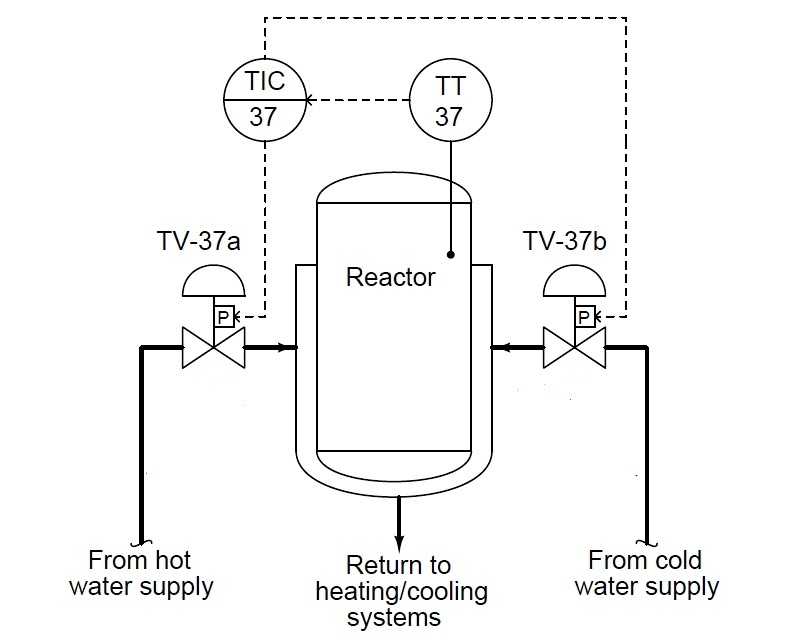 TIC
37
TT
37
TV-37a
TV-37b
Reactor
P
P
From hot
water supply
Return to
heating/cooling
systems
From cold
water supply